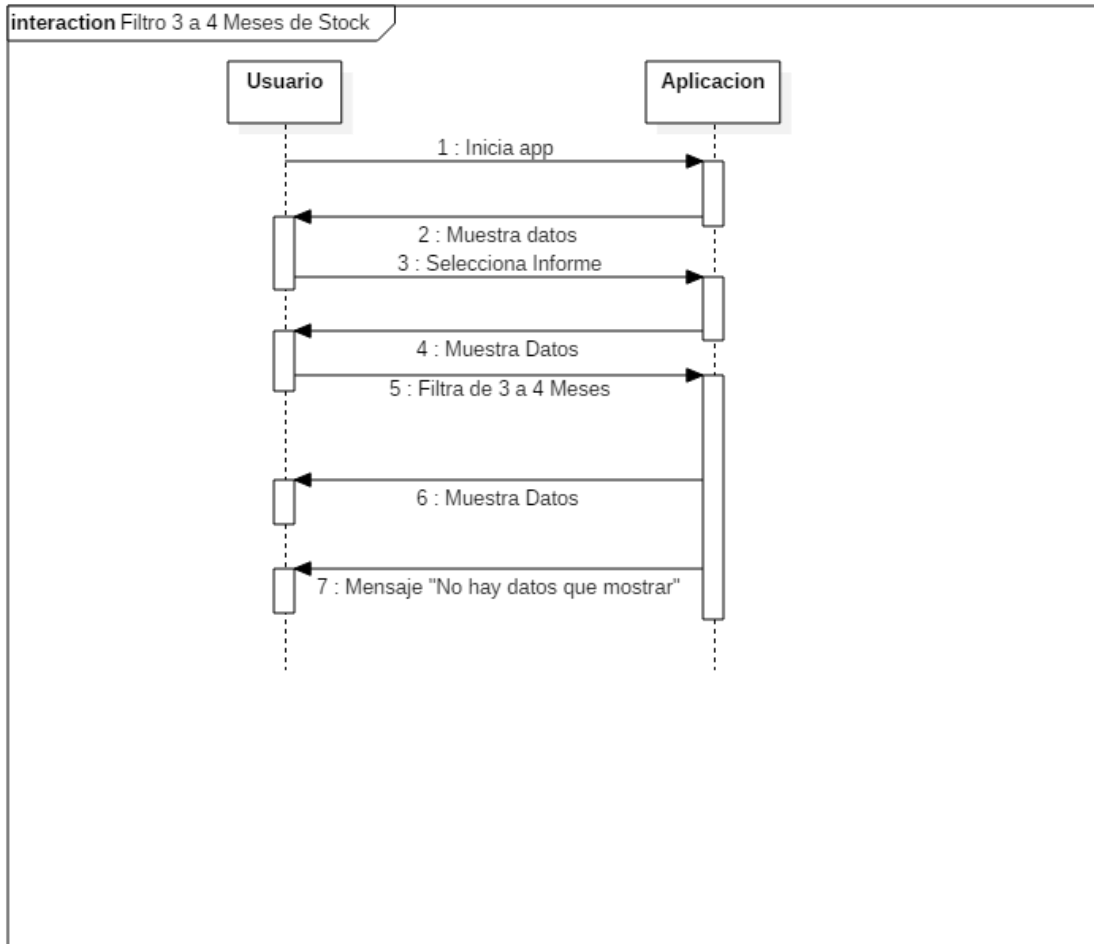 interaction Filtro 3 a 4 Meses de Stock
Usuario
Aplicacion
1 : Inicia app
2 : Muestra datos
3 : Selecciona Informe
4 : Muestra Datos
5 : Filtra de 3 a 4 Meses
6 : Muestra Datos
7 : Mensaje "No hay datos que mostrar"